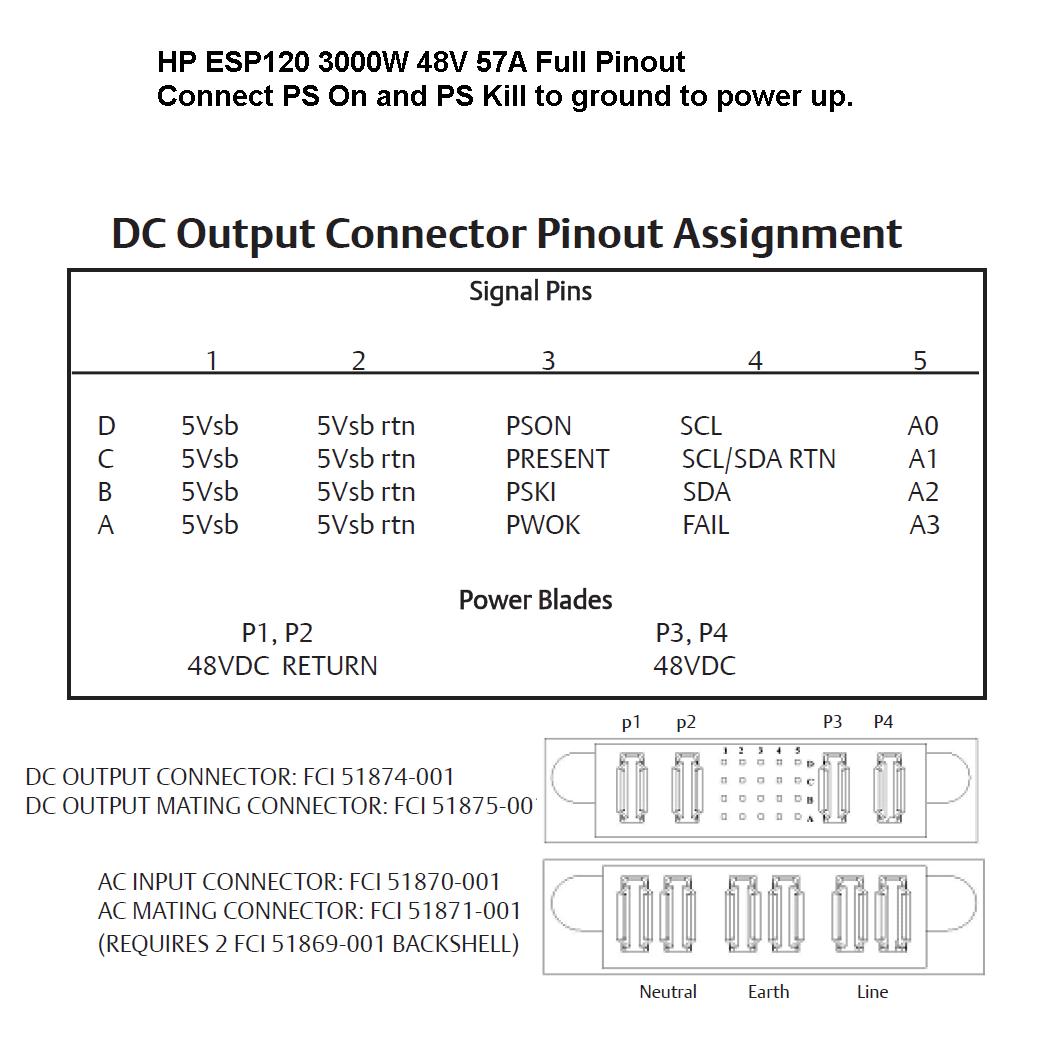 HP ESP120 3000W 48V 57A Full Pinout
Connect PS On and PS Kill to ground to power up.
DC Output Connector Pinout Assignment
Signal Pins
1 2 3 4 5
D 5Vsb 5Vsb rtn PSON SCL A0
C 5Vsb 5Vsb rtn PRESENT SCL/SDA RTN A1
B 5Vsb 5Vsb rtn PSKI SDA A2
A 5Vsb 5Vsb rtn PWOK FAIL A3
Power Blades
P1, P2 P3, P4
48VDC RETURN 48VDC
p1 p2 P3 P4
1 2 3 4 5
D
C
B
A
DC OUTPUT CONNECTOR: FCI 51874-001
DC OUTPUT MATING CONNECTOR: FCI 51875-00
AC INPUT CONNECTOR: FCI 51870-001
AC MATING CONNECTOR: FCI 51871-001
(REQUIRES 2 FCI 51869-001 BACKSHELL)
Neutral Earth Line